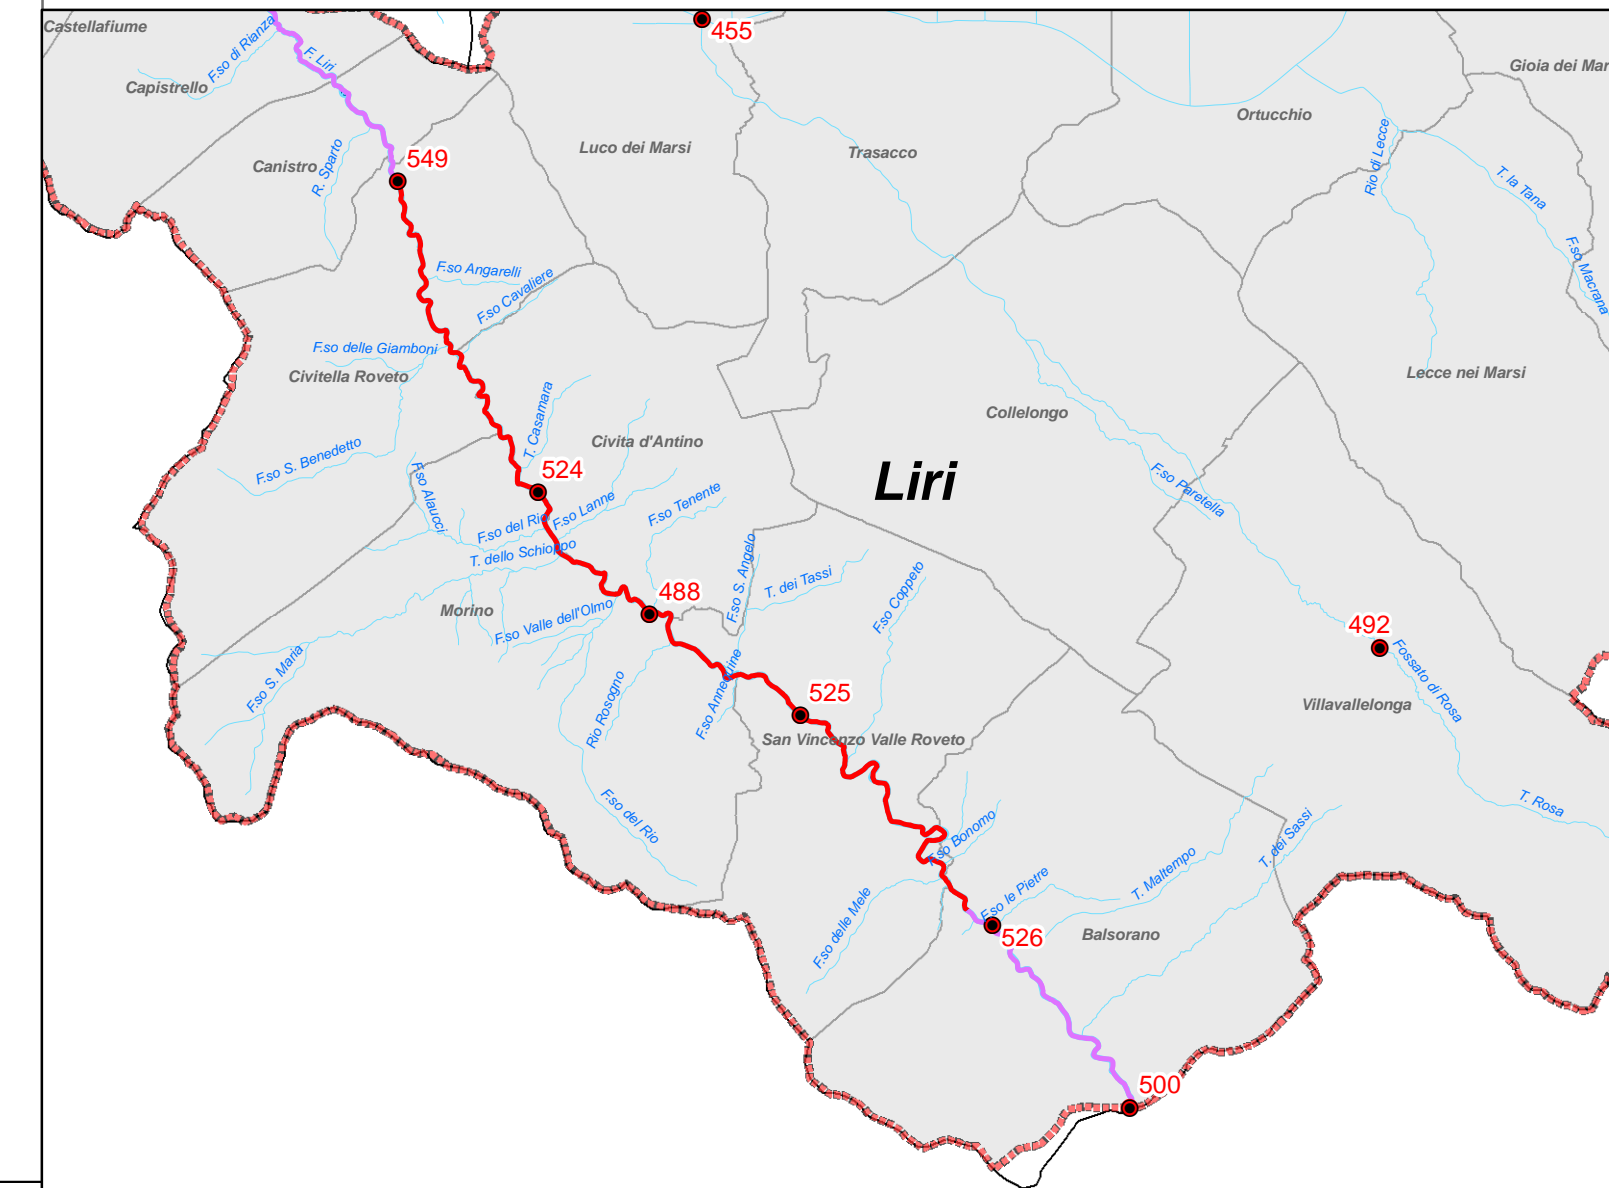 Castellafiume
F.so di Rianza
F. Liri
455
Gioia dei Mar
Capistrello
Ortucchio
Luco dei Marsi
Trasacco
Rio di Lecce
549
Canistro
R. Sparto
T. la Tana
F.so Macrana
F.so Angarelli
F.so Cavaliere
F.so delle Giamboni
Civitella Roveto
Lecce nei Marsi
T. Casamara
Collelongo
Civita d'Antino
F.so S. Benedetto
524
Liri
F.so Alaucci
F.so Paretella
F.so Lanne
F.so Tenente
F.so del Rio
T. dello Schioppo
F.so S. Angelo
T. dei Tassi
F.so Coppeto
488
Morino
F.so Valle dell'Olmo
492
Fossato di Rosa
F.so S. Maria
F.so Annecchine
Rio Rosogno
525
Villavallelonga
San Vincenzo Valle Roveto
F.so del Rio
T. Rosa
F.so Bonomo
T. dei Sassi
T. Maltempo
F.so le Pietre
F.so delle Mele
526
Balsorano
500